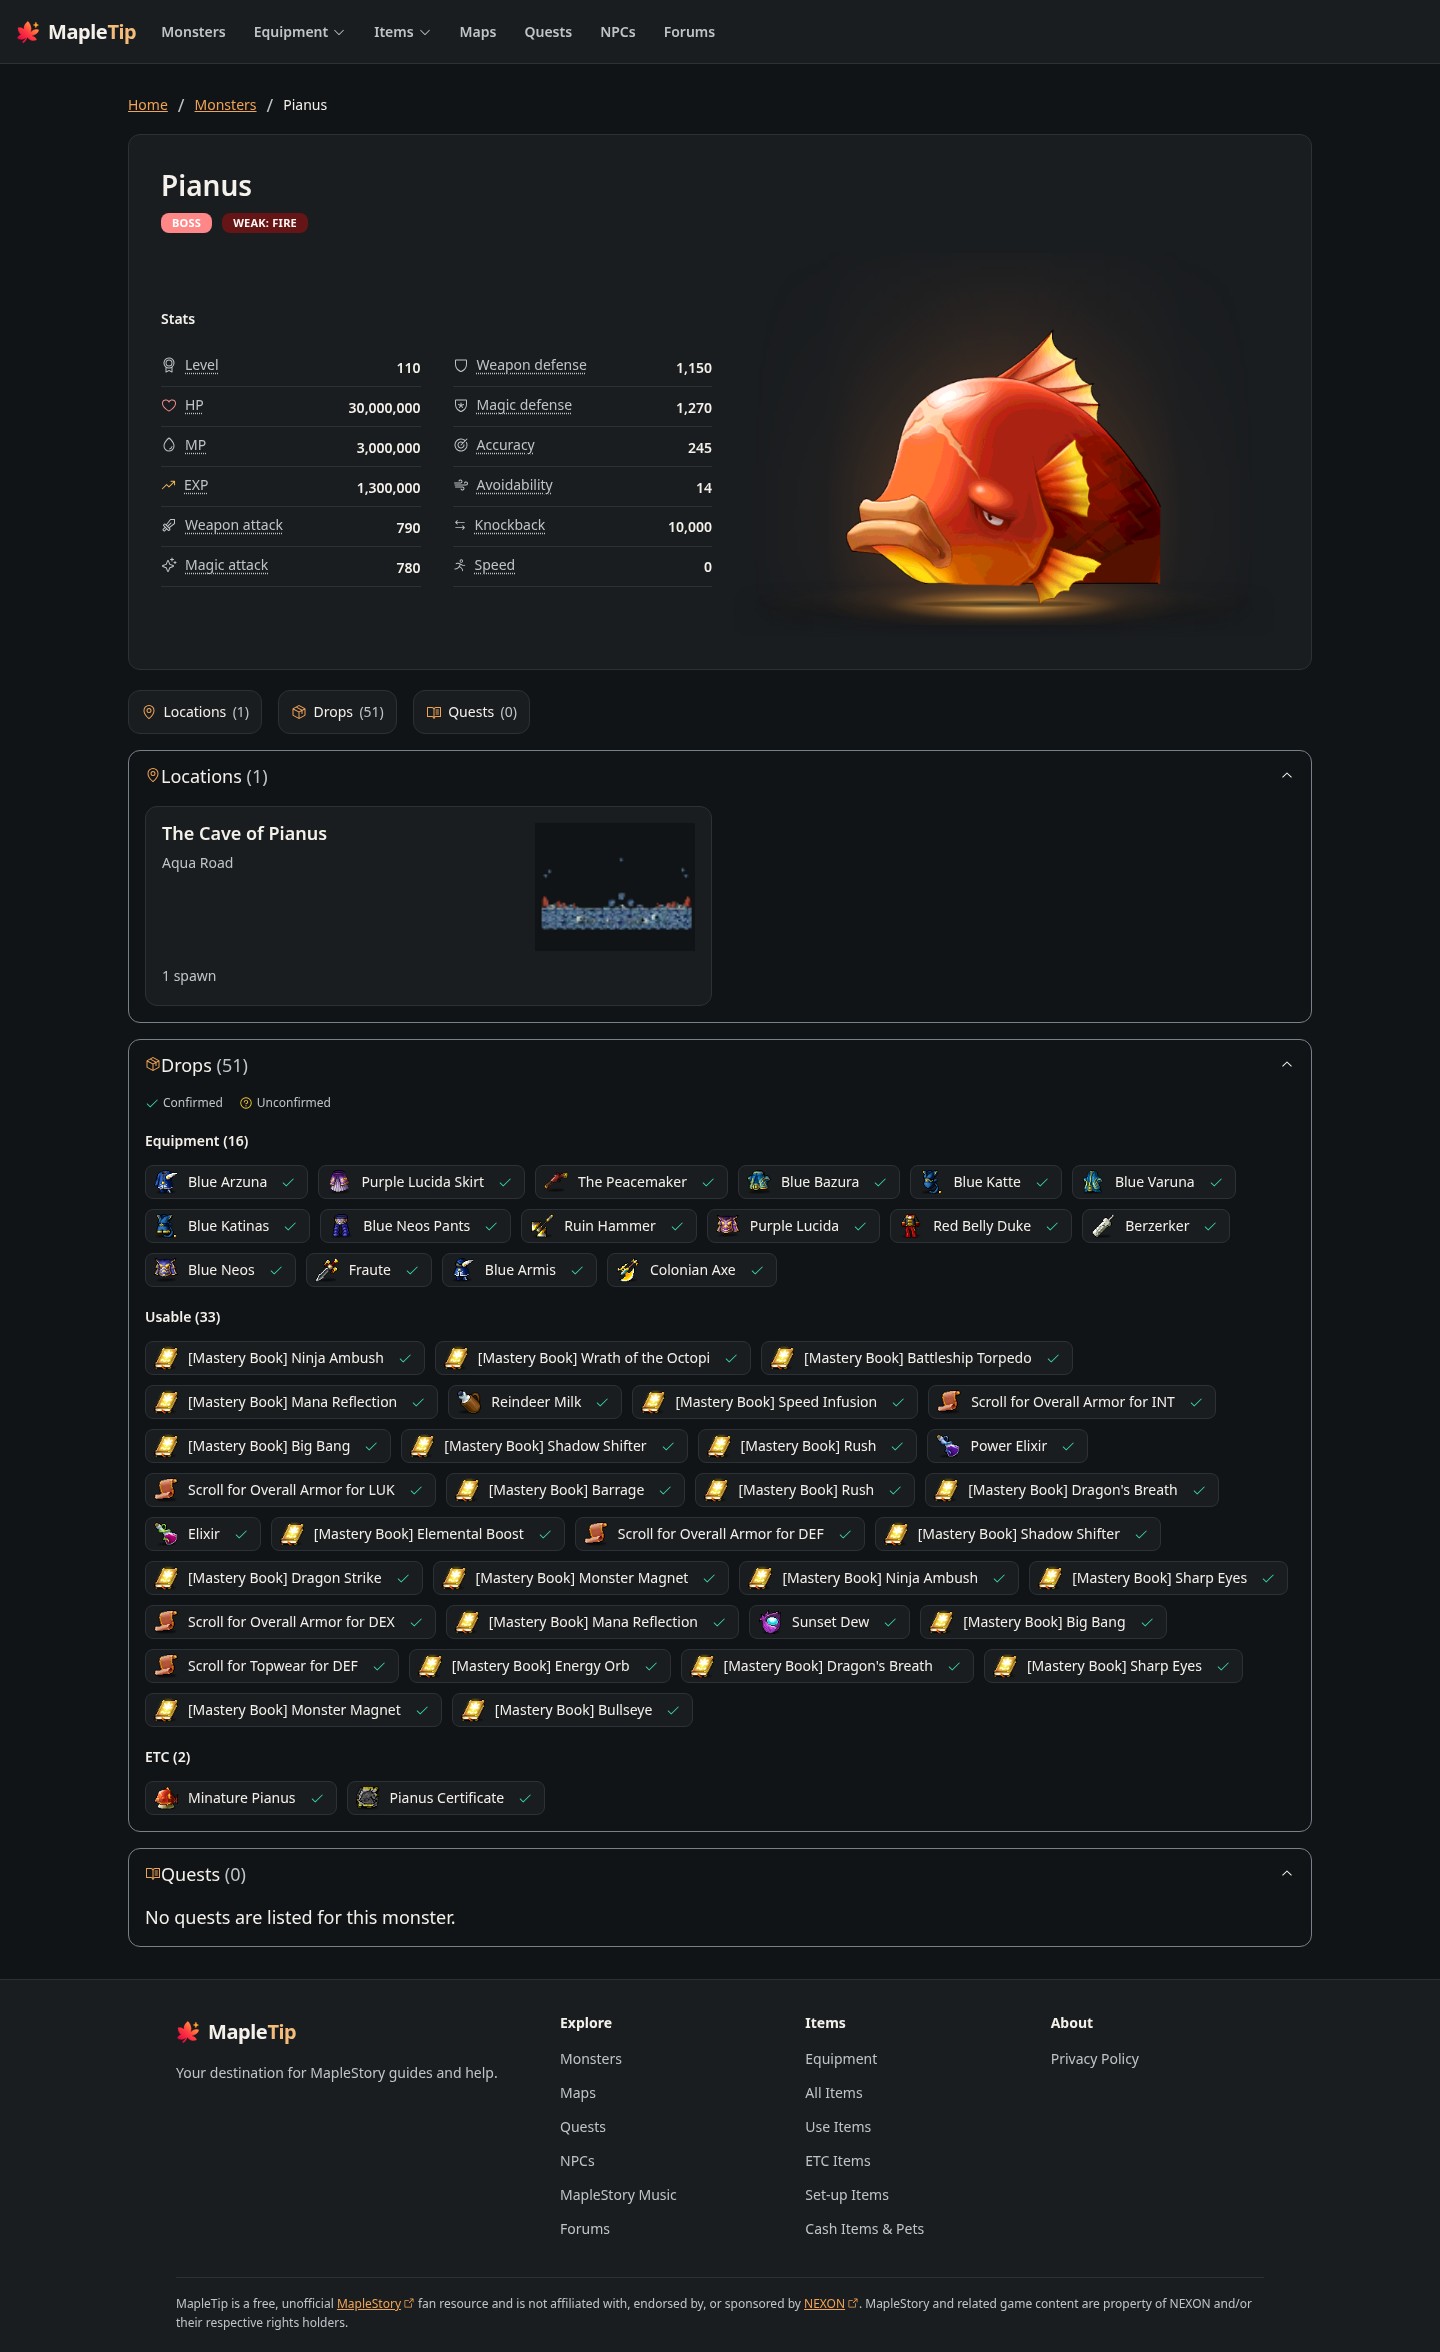 MapleTip Monsters Equipment Items Maps Quests NPCs Forums
Home / Monsters / Pianus
Pianus
BOSS WEAK: FIRE
Stats
Level 110
HP 30,000,000
MP 3,000,000
EXP 1,300,000
Weapon attack 790
Magic attack 780
Weapon defense 1,150
Magic defense 1,270
Accuracy 245
Avoidability 14
Knockback 10,000
Speed 0
Locations (1) Drops (51) Quests (0)
Locations (1)
The Cave of Pianus
Aqua Road
1 spawn
Drops (51)
Confirmed Unconfirmed
Equipment (16)
Blue Arzuna Purple Lucida Skirt The Peacemaker Blue Bazura Blue Katte Blue Varuna
Blue Katinas Blue Neos Pants Ruin Hammer Purple Lucida Red Belly Duke Berzerker
Blue Neos Fraute Blue Armis Colonian Axe
Usable (33)
[Mastery Book] Ninja Ambush [Mastery Book] Wrath of the Octopi [Mastery Book] Battleship Torpedo
[Mastery Book] Mana Reflection Reindeer Milk [Mastery Book] Speed Infusion Scroll for Overall Armor for INT
[Mastery Book] Big Bang [Mastery Book] Shadow Shifter [Mastery Book] Rush Power Elixir
Scroll for Overall Armor for LUK [Mastery Book] Barrage [Mastery Book] Rush [Mastery Book] Dragon's Breath
Elixir [Mastery Book] Elemental Boost Scroll for Overall Armor for DEF [Mastery Book] Shadow Shifter
[Mastery Book] Dragon Strike [Mastery Book] Monster Magnet [Mastery Book] Ninja Ambush [Mastery Book] Sharp Eyes
Scroll for Overall Armor for DEX [Mastery Book] Mana Reflection Sunset Dew [Mastery Book] Big Bang
Scroll for Topwear for DEF [Mastery Book] Energy Orb [Mastery Book] Dragon's Breath [Mastery Book] Sharp Eyes
[Mastery Book] Monster Magnet [Mastery Book] Bullseye
ETC (2)
Minature Pianus Pianus Certificate
Quests (0)
No quests are listed for this monster.
MapleTip
Your destination for MapleStory guides and help.
Explore
Monsters
Maps
Quests
NPCs
MapleStory Music
Forums
Items
Equipment
All Items
Use Items
ETC Items
Set-up Items
Cash Items & Pets
About
Privacy Policy
MapleTip is a free, unofficial MapleStory fan resource and is not affiliated with, endorsed by, or sponsored by NEXON. MapleStory and related game content are property of NEXON and/or
their respective rights holders.